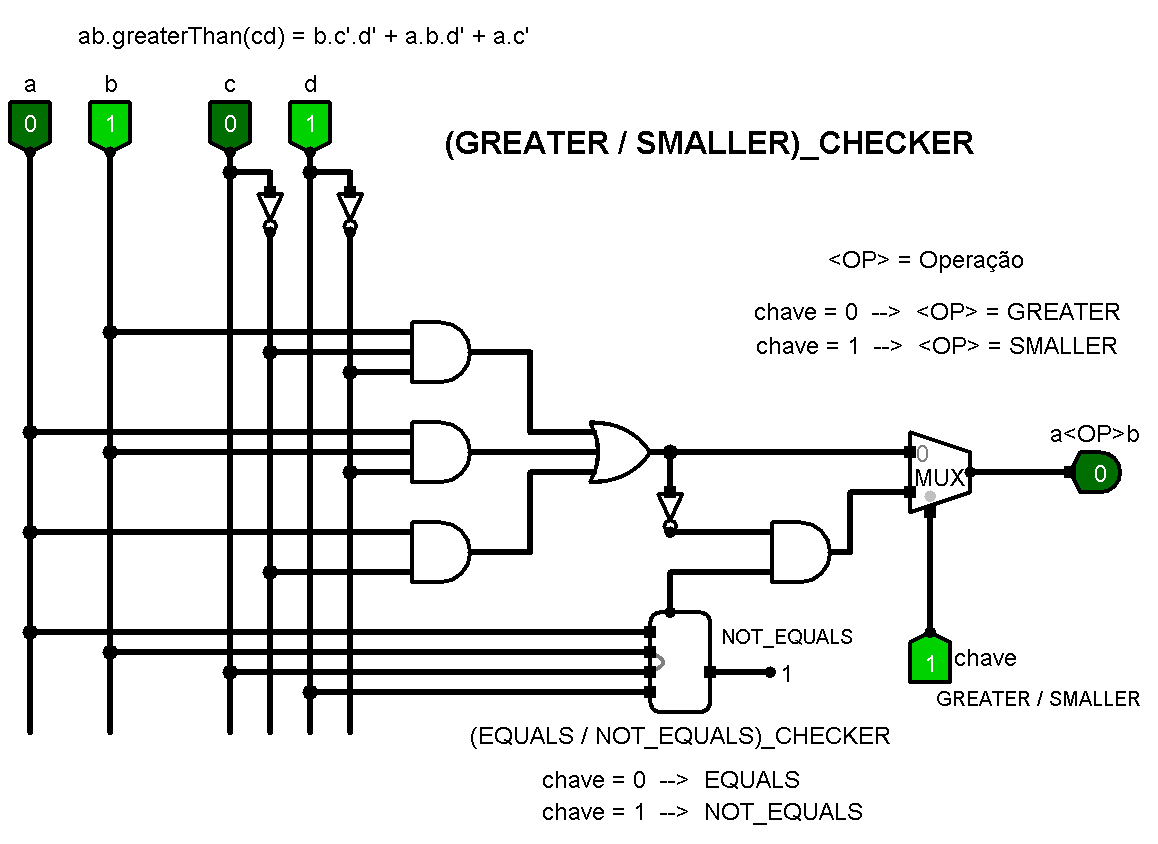 ab.greaterThan(cd) = b.c'.d' + a.b.d' + a.c'
a b c d
0 1 0 1
(GREATER / SMALLER)_CHECKER
<OP> = Operação
chave = 0 --> <OP> = GREATER
chave = 1 --> <OP> = SMALLER
a<OP>b
0
MUX
0
NOT_EQUALS
1
1 chave
GREATER / SMALLER
(EQUALS / NOT_EQUALS)_CHECKER
chave = 0 --> EQUALS
chave = 1 --> NOT_EQUALS